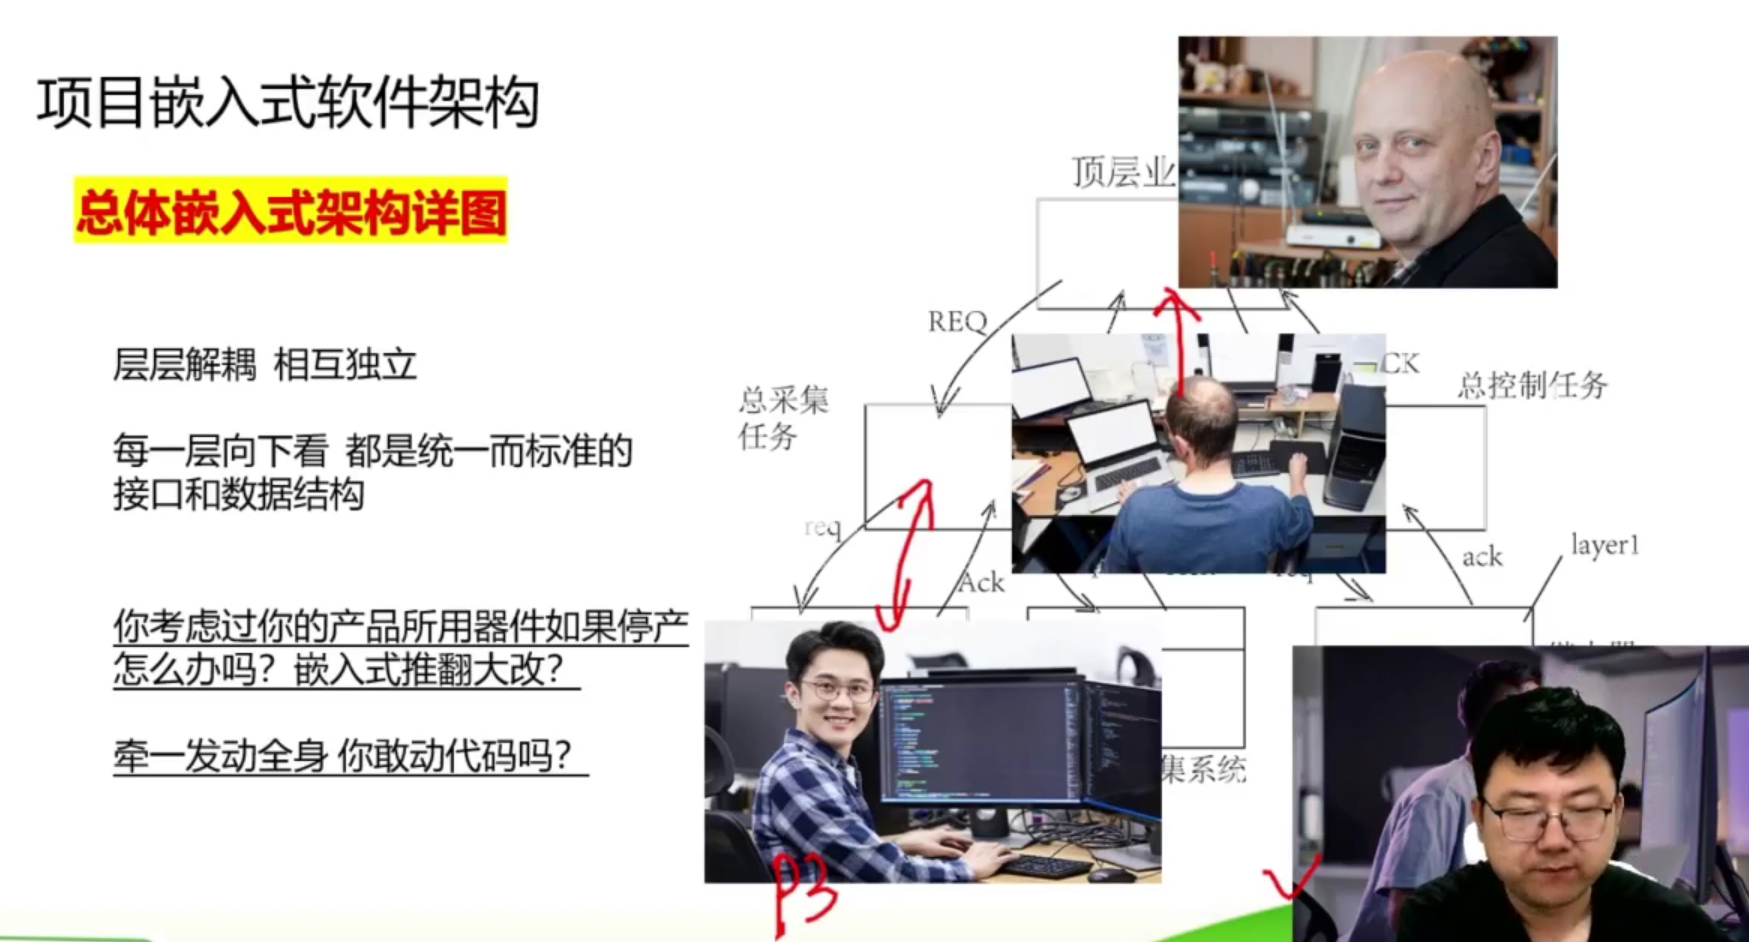 项目嵌入式软件架构
总体嵌入式架构详图
层层解耦 相互独立
每一层向下看 都是统一而标准的
接口和数据结构
你考虑过你的产品所用器件如果停产
怎么办吗？嵌入式推翻大改？
牵一发动全身 你敢动代码吗？
顶层业
REQ
CK
总采集
任务
总控制任务
req
Ack
ack
layer1
集系统
P3